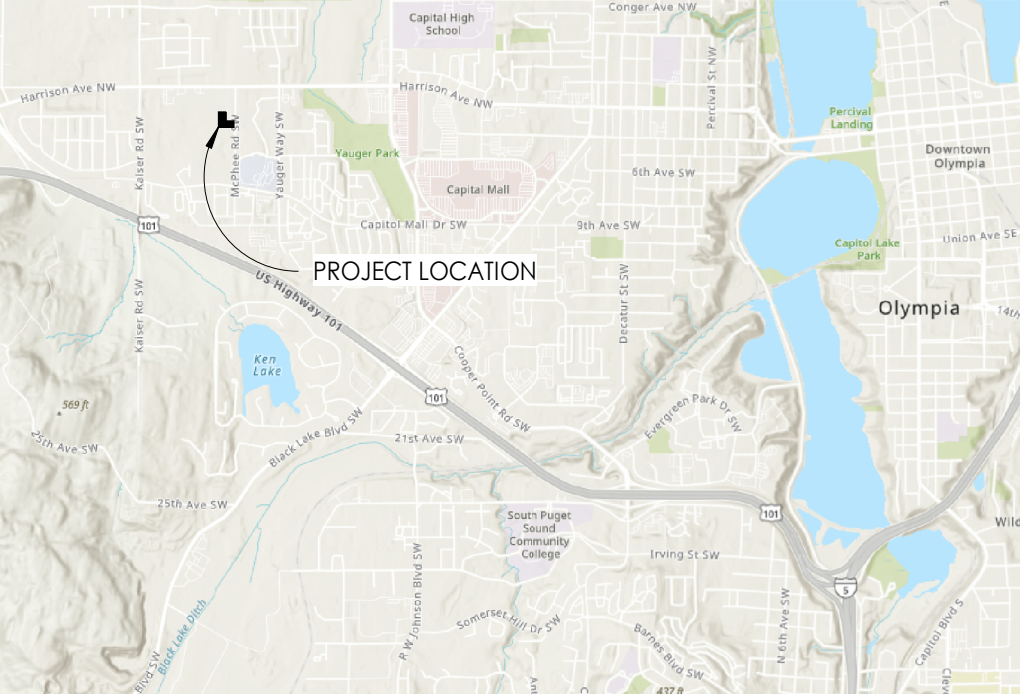 Conger Ave NW
Capital High
School
Harrison Ave NW
Harrison Ave NW
Percival St NW
Percival
Landing
Kaiser Rd SW
McPhee Rd SW
Yauger Way SW
Yauger Park
Downtown
Olympia
6th Ave SW
Capital Mall
101
Capitol Mall Dr SW
9th Ave SW
Union Ave SE
Capitol Lake
Park
PROJECT LOCATION
US Highway 101
Kaiser Rd SW
Decatur St SW
Olympia
14th
Ken
Lake
Cooper Point Rd SW
569 ft
101
Evergreen Park Dr SW
25th Ave SW
Black Lake Blvd SW
21st Ave SW
25th Ave SW
101
South Puget
Sound
Community
College
Wild
Irving St SW
R W Johnson Blvd SW
5
Black Lake Ditch
Somerset Hill Dr SW
N 6th Ave SW
Capitol Blvd S
Barnes Blvd SW
Blvd SW
437 ft